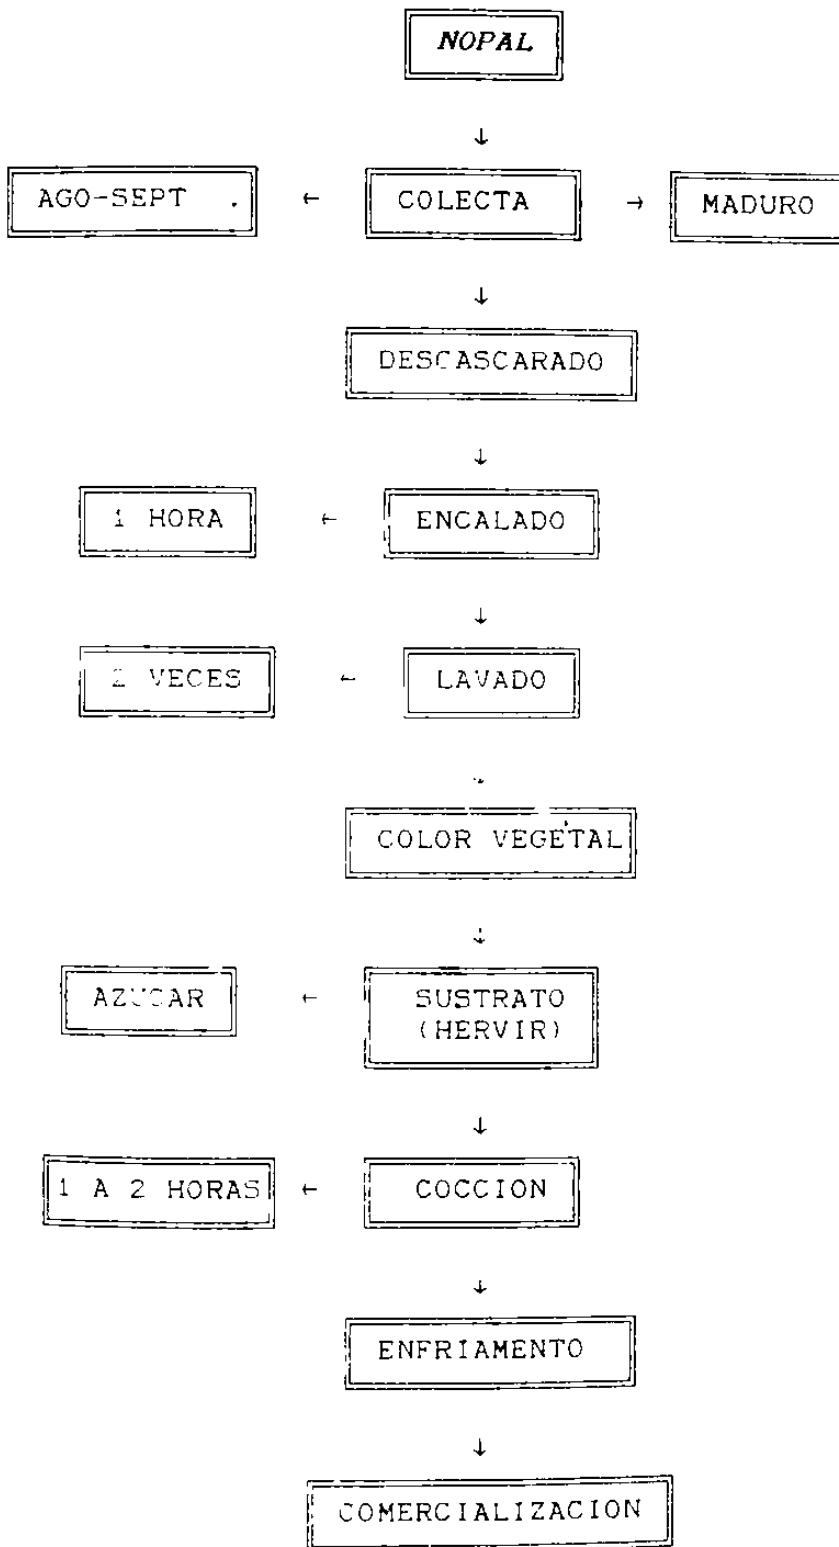 NOPAL
↓
AGO-SEPT . ← COLECTA → MADURO
↓
DESCASCARADO
↓
1 HORA ← ENCALADO
↓
2 VECES ← LAVADO
COLOR VEGETAL
↓
AZUCAR ← SUSTRATO
(HERVIR)
↓
1 A 2 HORAS ← COCCION
↓
ENFRIAMENTO
↓
COMERCIALIZACION